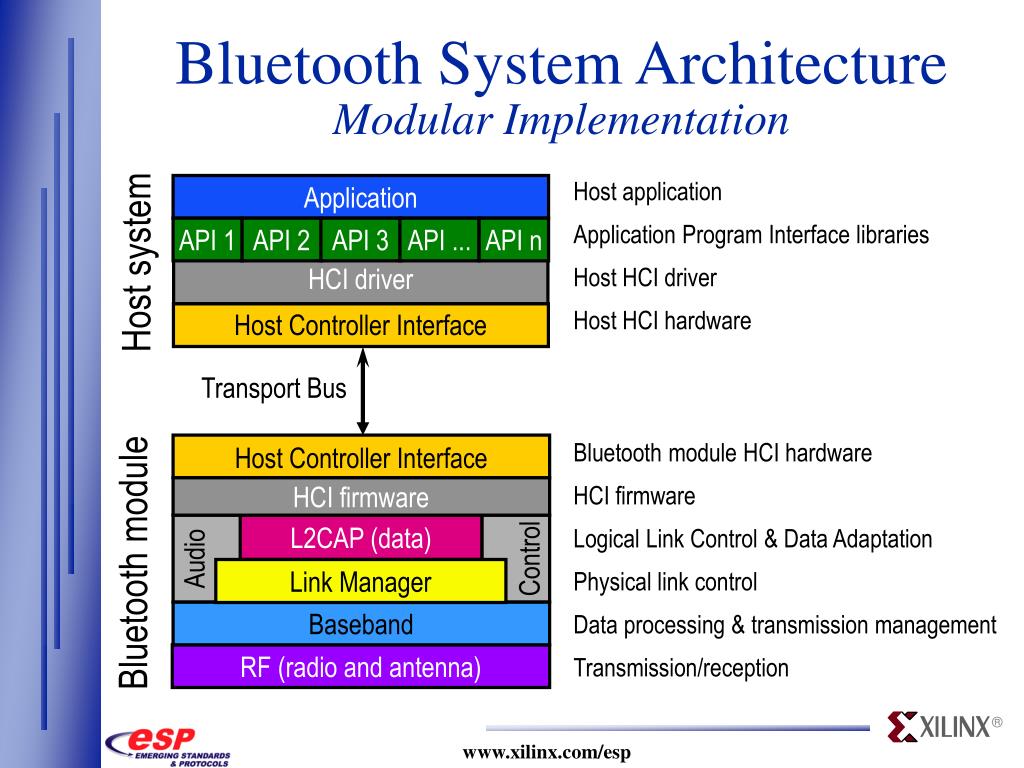 Bluetooth System Architecture
Modular Implementation
Host system
Application
Host application
API 1 API 2 API 3 API ... API n
Application Program Interface libraries
HCI driver
Host HCI driver
Host Controller Interface
Host HCI hardware
Transport Bus
Bluetooth module
Host Controller Interface
Bluetooth module HCI hardware
HCI firmware
HCI firmware
Audio
L2CAP (data)
Control
Logical Link Control & Data Adaptation
Link Manager
Physical link control
Baseband
Data processing & transmission management
RF (radio and antenna)
Transmission/reception
esp
EMERGING STANDARDS
& PROTOCOLS
www.xilinx.com/esp
XILINX®